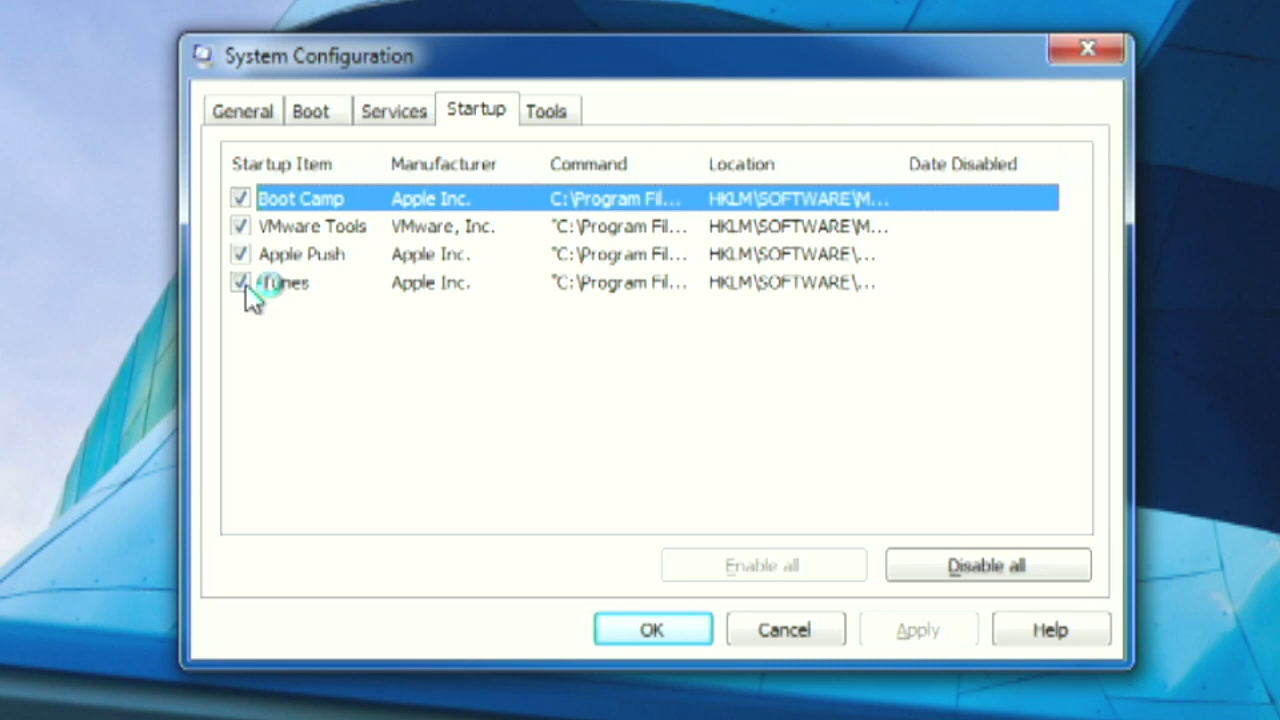 System Configuration
General Boot Services Startup Tools
Startup Item Manufacturer Command Location Date Disabled
Boot Camp Apple Inc. C:\Program Fil... HKLM\SOFTWARE\M...
VMware Tools VMware, Inc. "C:\Program Fil... HKLM\SOFTWARE\M...
Apple Push Apple Inc. "C:\Program Fil... HKLM\SOFTWARE\...
iTunes Apple Inc. "C:\Program Fil... HKLM\SOFTWARE\...
Enable all Disable all
OK Cancel Apply Help